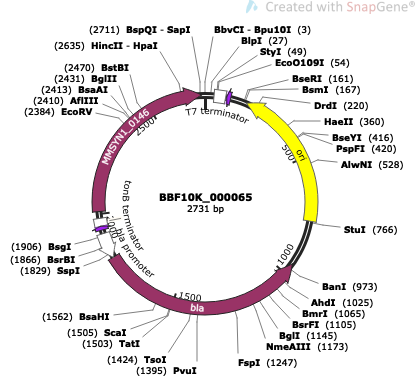 Created with SnapGene®
(2711) BspQI - SapI
(2635) HincII - HpaI
(2470) BstBI
(2431) BglII
(2413) BsaAI
(2410) AflIII
(2384) EcoRV
BbvCI - Bpu10I (3)
BlpI (27)
StyI (49)
EcoO109I (54)
BseRI (161)
BsmI (167)
DrdI (220)
HaeII (360)
BseYI (416)
PspFI (420)
AlwNI (528)
StuI (766)
BanI (973)
AhdI (1025)
BmrI (1065)
BsrFI (1105)
BglI (1145)
NmeAIII (1173)
FspI (1247)
PvuI
(1395)
TsoI
(1424)
TatI
(1503)
ScaI
(1505)
BsaHI
(1562)
(1829) SspI
(1866) BsrBI
(1906) BsgI
T7 terminator
ori
500
1000
1500
2500
MMSYN1_0146
tonB terminator
bla promoter
bla
BBF10K_000065
2731 bp